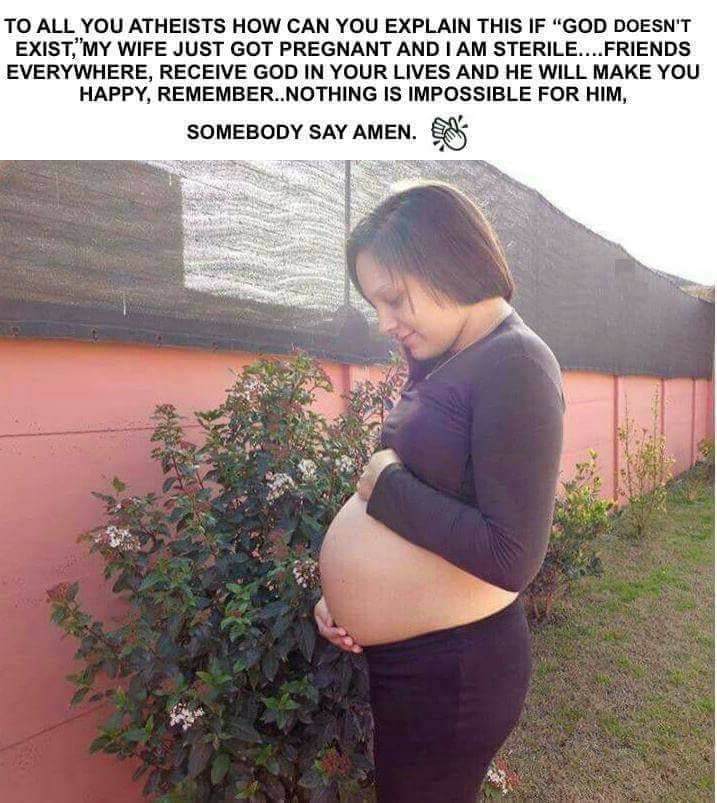 TO ALL YOU ATHEISTS HOW CAN YOU EXPLAIN THIS IF “GOD DOESN'T
EXIST,”MY WIFE JUST GOT PREGNANT AND I AM STERILE....FRIENDS
EVERYWHERE, RECEIVE GOD IN YOUR LIVES AND HE WILL MAKE YOU
HAPPY, REMEMBER..NOTHING IS IMPOSSIBLE FOR HIM,
SOMEBODY SAY AMEN.